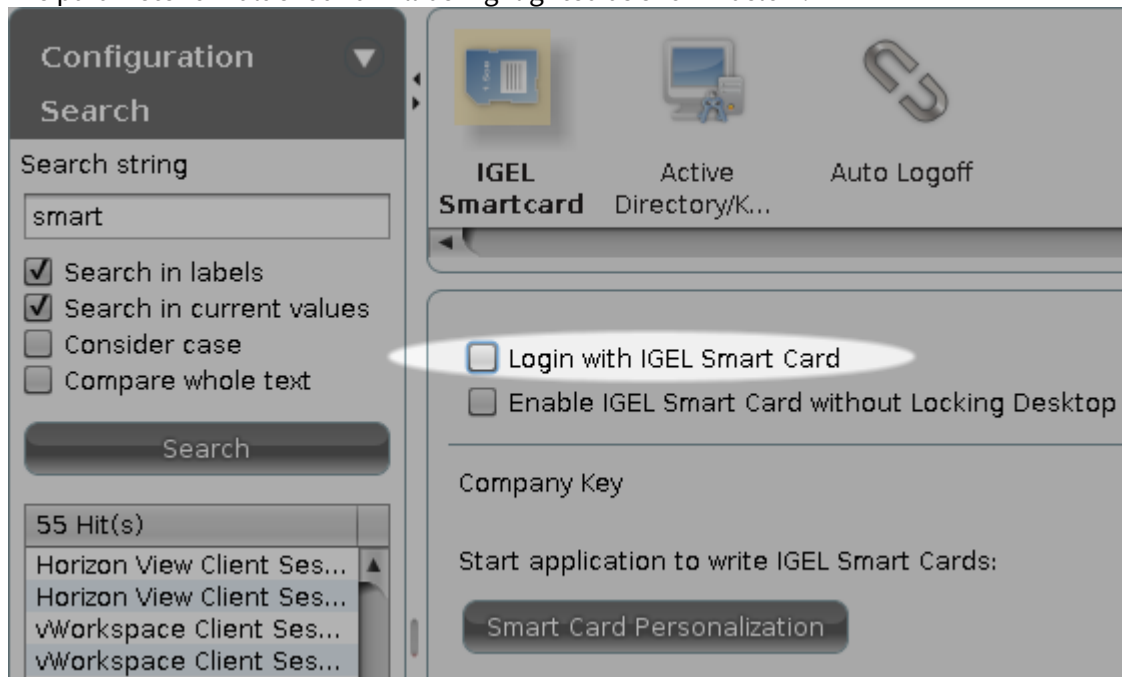 Configuration
Search
Search string
smart
Search in labels
Search in current values
Consider case
Compare whole text
Search
55 Hit(s)
Horizon View Client Ses...
Horizon View Client Ses...
vWorkspace Client Ses...
vWorkspace Client Ses...
IGEL
Smartcard
Active
Directory/K...
Auto Logoff
Login with IGEL Smart Card
Enable IGEL Smart Card without Locking Desktop
Company Key
Start application to write IGEL Smart Cards:
Smart Card Personalization